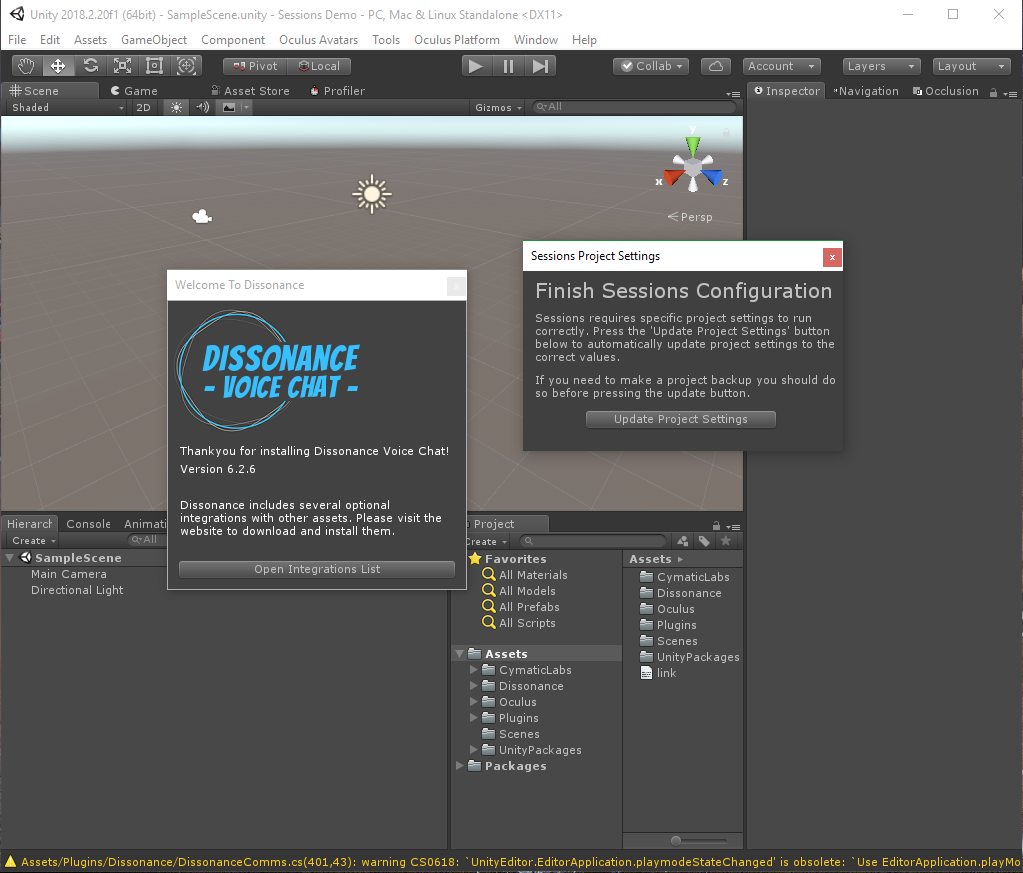 Unity 2018.2.20f1 (64bit) - SampleScene.unity - Sessions Demo - PC, Mac & Linux Standalone <DX11>
File Edit Assets GameObject Component Oculus Avatars Tools Oculus Platform Window Help
Pivot Local Collab Account Layers Layout
Scene Game Asset Store Profiler Inspector Navigation Occlusion
Shaded 2D Gizmos All
y
x z
Persp
Sessions Project Settings
x
Finish Sessions Configuration
Sessions requires specific project settings to run
correctly. Press the 'Update Project Settings' button
below to automatically update project settings to the
correct values.
If you need to make a project backup you should do
so before pressing the update button.
Update Project Settings
Welcome To Dissonance
DISSONANCE
- VOICE CHAT -
Thankyou for installing Dissonance Voice Chat!
Version 6.2.6
Dissonance includes several optional
integrations with other assets. Please visit the
website to download and install them.
Open Integrations List
Hierarch Console Animati
Create All
SampleScene
Main Camera
Directional Light
Project
Create
Favorites
All Materials
All Models
All Prefabs
All Scripts
Assets
CymaticLabs
Dissonance
Oculus
Plugins
Scenes
UnityPackages
Packages
Assets
CymaticLabs
Dissonance
Oculus
Plugins
Scenes
UnityPackages
link
Assets/Plugins/Dissonance/DissonanceComms.cs(401,43): warning CS0618: `UnityEditor.EditorApplication.playmodeStateChanged' is obsolete: `Use EditorApplication.playMo